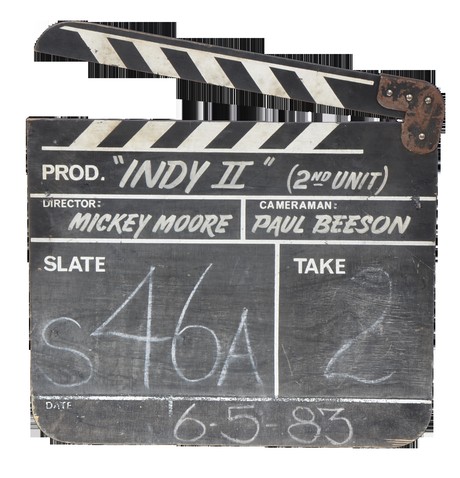 PROD. "INDY II" (2ND UNIT)
DIRECTOR: CAMERAMAN:
MICKEY MOORE PAUL BEESON
SLATE TAKE
S46A 2
DATE
6-5-83